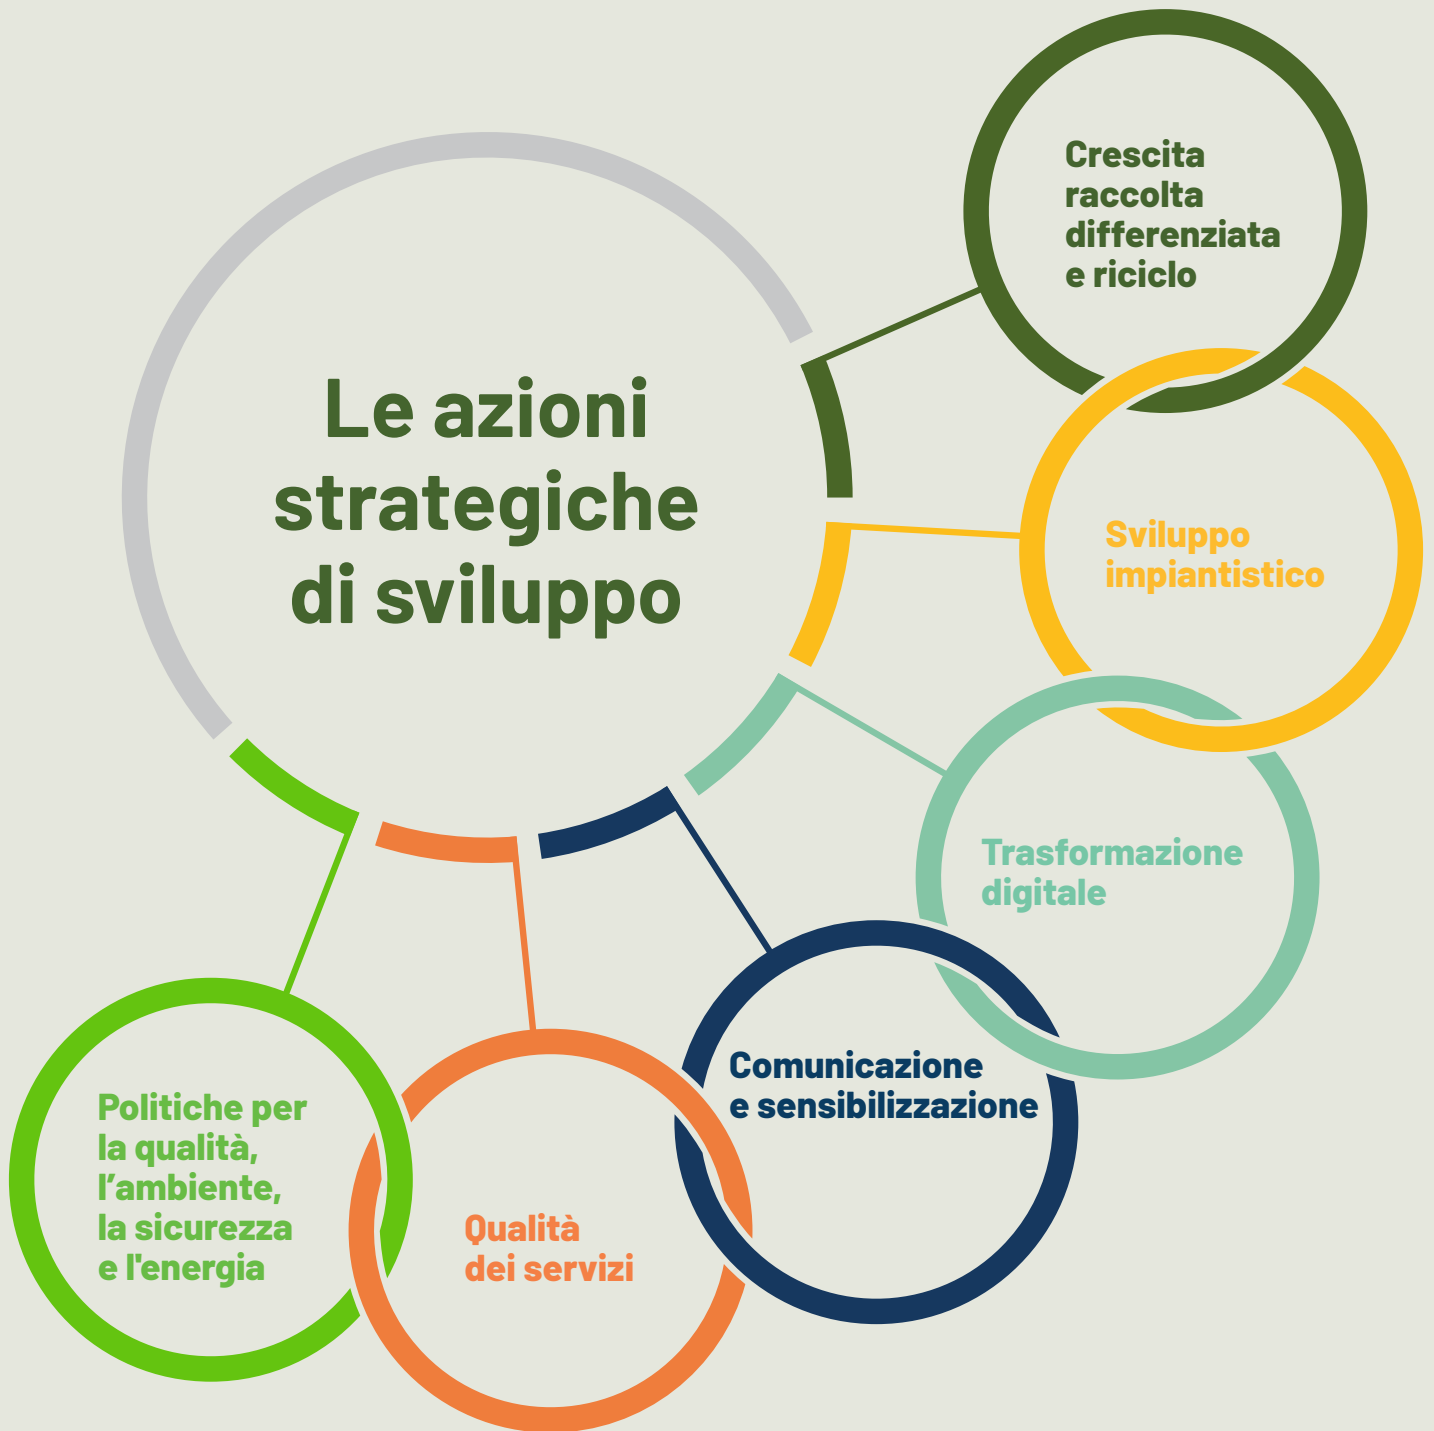 Le azioni
strategiche
di sviluppo
Crescita
raccolta
differenziata
e riciclo
Sviluppo
impiantistico
Trasformazione
digitale
Comunicazione
e sensibilizzazione
Qualità
dei servizi
Politiche per
la qualità,
l’ambiente,
la sicurezza
e l'energia